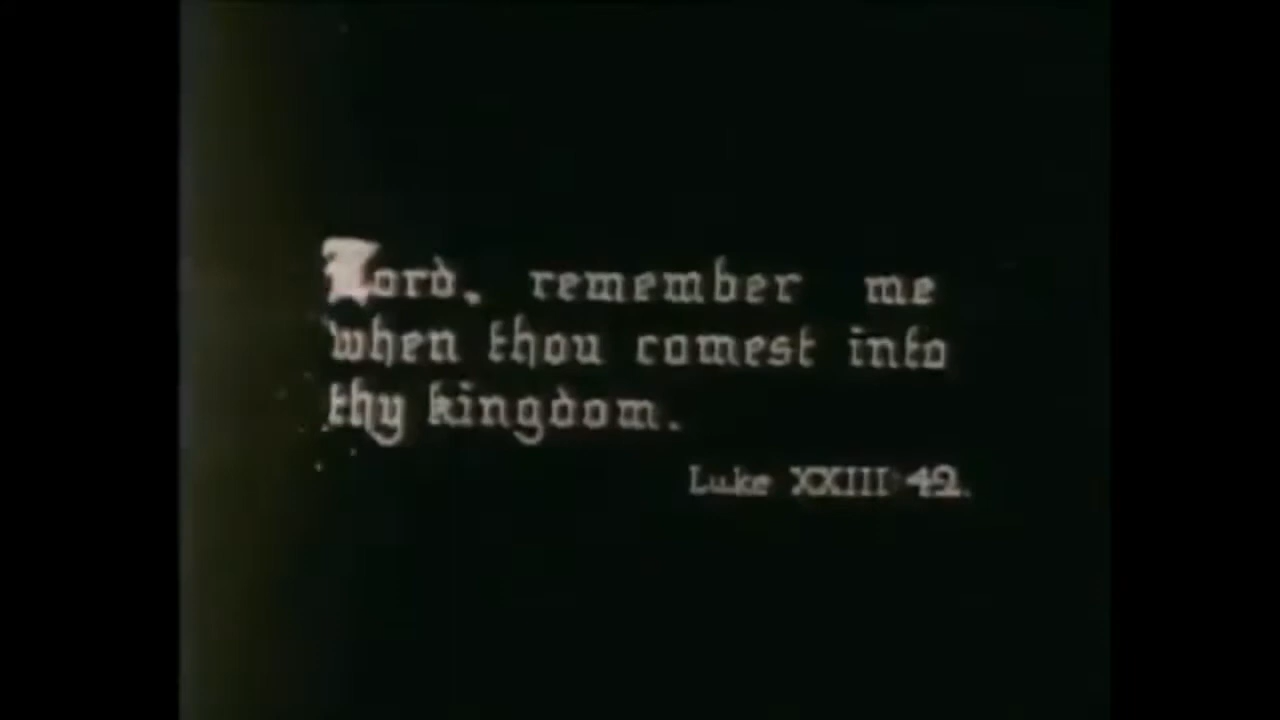 Lord, remember me
when thou comest into
thy kingdom.
Luke XXIII 42.